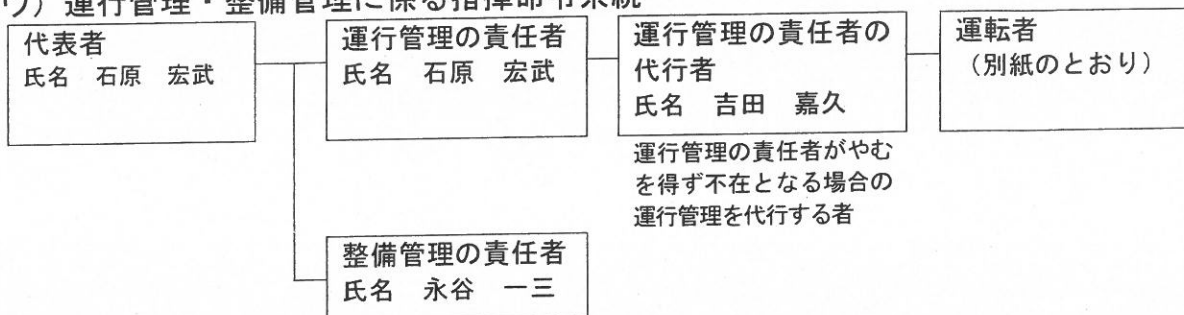 ウ）運行管理・整備管理に係る指揮命令系統
代表者
氏名　石原　宏武
運行管理の責任者
氏名　石原　宏武
運行管理の責任者の
代行者
氏名　吉田　嘉久
運転者
（別紙のとおり）
運行管理の責任者がやむ
を得ず不在となる場合の
運行管理を代行する者
整備管理の責任者
氏名　永谷　一三